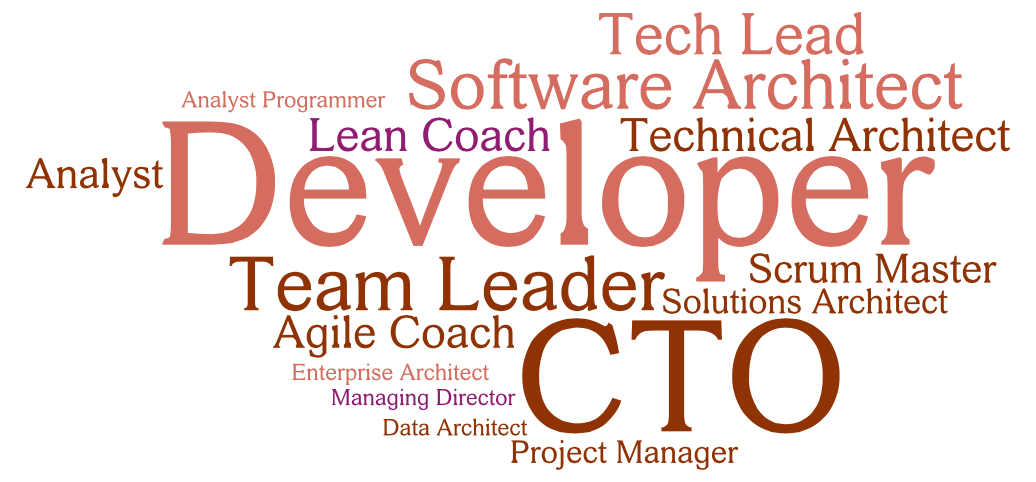 Tech Lead
Software Architect
Analyst Programmer
Lean Coach
Technical Architect
Analyst
Developer
Team Leader
Scrum Master
Solutions Architect
Agile Coach
CTO
Enterprise Architect
Managing Director
Data Architect
Project Manager